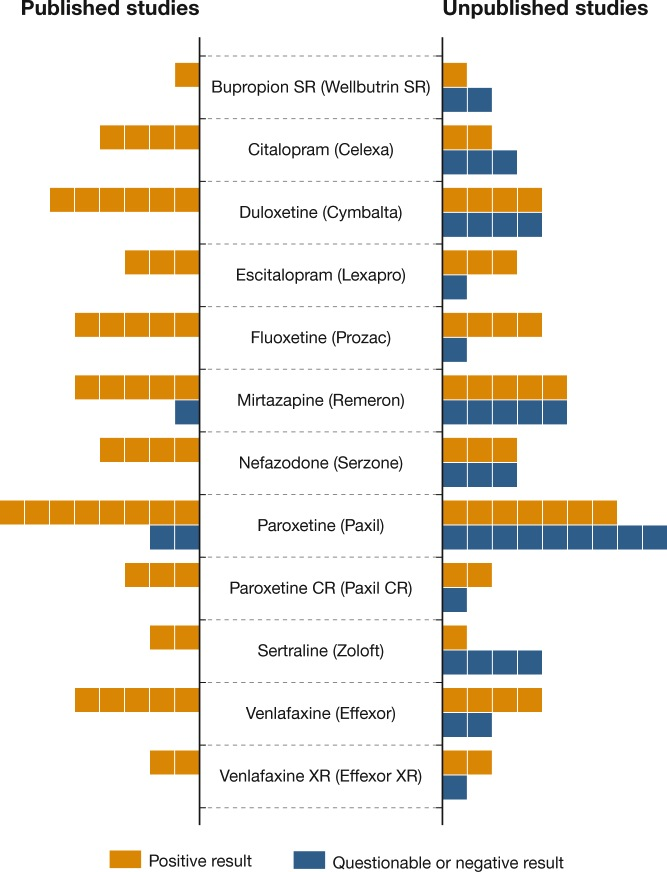 Published studies
Unpublished studies
Bupropion SR (Wellbutrin SR)
Citalopram (Celexa)
Duloxetine (Cymbalta)
Escitalopram (Lexapro)
Fluoxetine (Prozac)
Mirtazapine (Remeron)
Nefazodone (Serzone)
Paroxetine (Paxil)
Paroxetine CR (Paxil CR)
Sertraline (Zoloft)
Venlafaxine (Effexor)
Venlafaxine XR (Effexor XR)
Positive result
Questionable or negative result